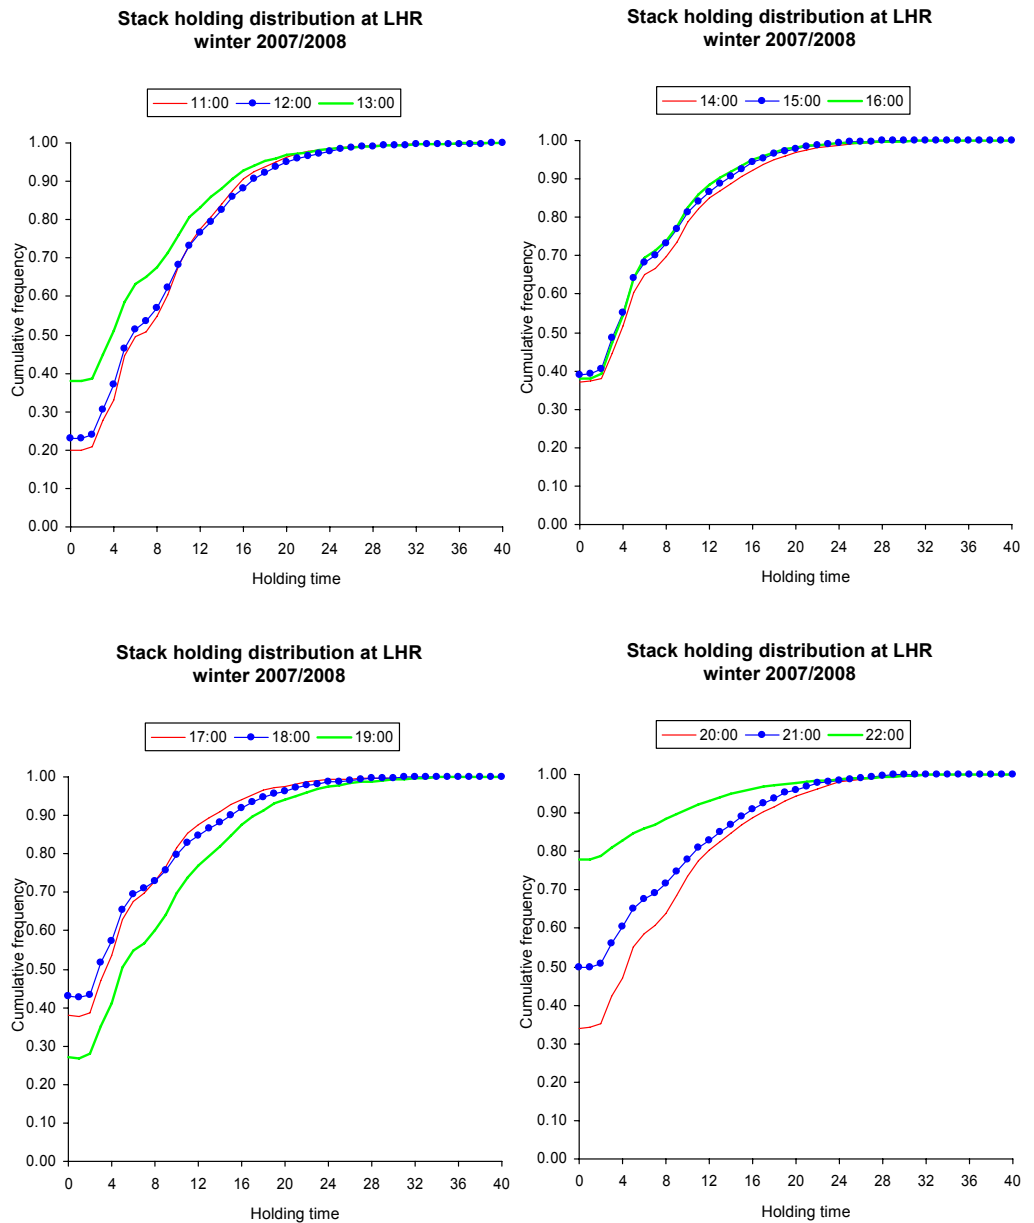 Stack holding distribution at LHR
winter 2007/2008
11:00 12:00 13:00
Cumulative frequency
1.00
0.90
0.80
0.70
0.60
0.50
0.40
0.30
0.20
0.10
0.00
0 4 8 12 16 20 24 28 32 36 40
Holding time
Stack holding distribution at LHR
winter 2007/2008
14:00 15:00 16:00
Cumulative frequency
1.00
0.90
0.80
0.70
0.60
0.50
0.40
0.30
0.20
0.10
0.00
0 4 8 12 16 20 24 28 32 36 40
Holding time
Stack holding distribution at LHR
winter 2007/2008
17:00 18:00 19:00
Cumulative frequency
1.00
0.90
0.80
0.70
0.60
0.50
0.40
0.30
0.20
0.10
0.00
0 4 8 12 16 20 24 28 32 36 40
Holding time
Stack holding distribution at LHR
winter 2007/2008
20:00 21:00 22:00
Cumulative frequency
1.00
0.90
0.80
0.70
0.60
0.50
0.40
0.30
0.20
0.10
0.00
0 4 8 12 16 20 24 28 32 36 40
Holding time